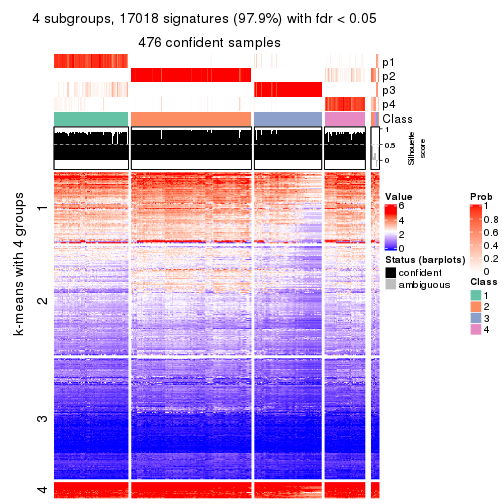 4 subgroups, 17018 signatures (97.9%) with fdr < 0.05
476 confident samples
p1
p2
p3
p4
Class
1
0.5
0
Silhouette
score
k-means with 4 groups
1
2
3
4
Value
6
4
2
0
Status (barplots)
confident
ambiguous
Prob
1
0.8
0.6
0.4
0.2
0
Class
1
2
3
4